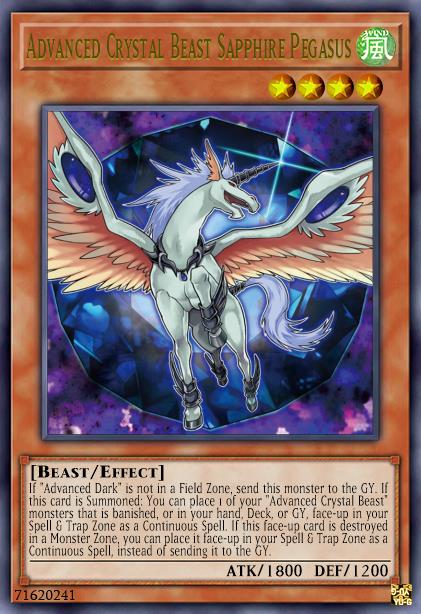 Advanced Crystal Beast Sapphire Pegasus
WIND
風
[Beast/Effect]
If "Advanced Dark" is not in a Field Zone, send this monster to the GY. If
this card is Summoned: You can place 1 of your "Advanced Crystal Beast"
monsters that is banished, or in your hand, Deck, or GY, face-up in your
Spell & Trap Zone as a Continuous Spell. If this face-up card is destroyed
in a Monster Zone, you can place it face-up in your Spell & Trap Zone as a
Continuous Spell, instead of sending it to the GY.
ATK/1800 DEF/1200
71620241